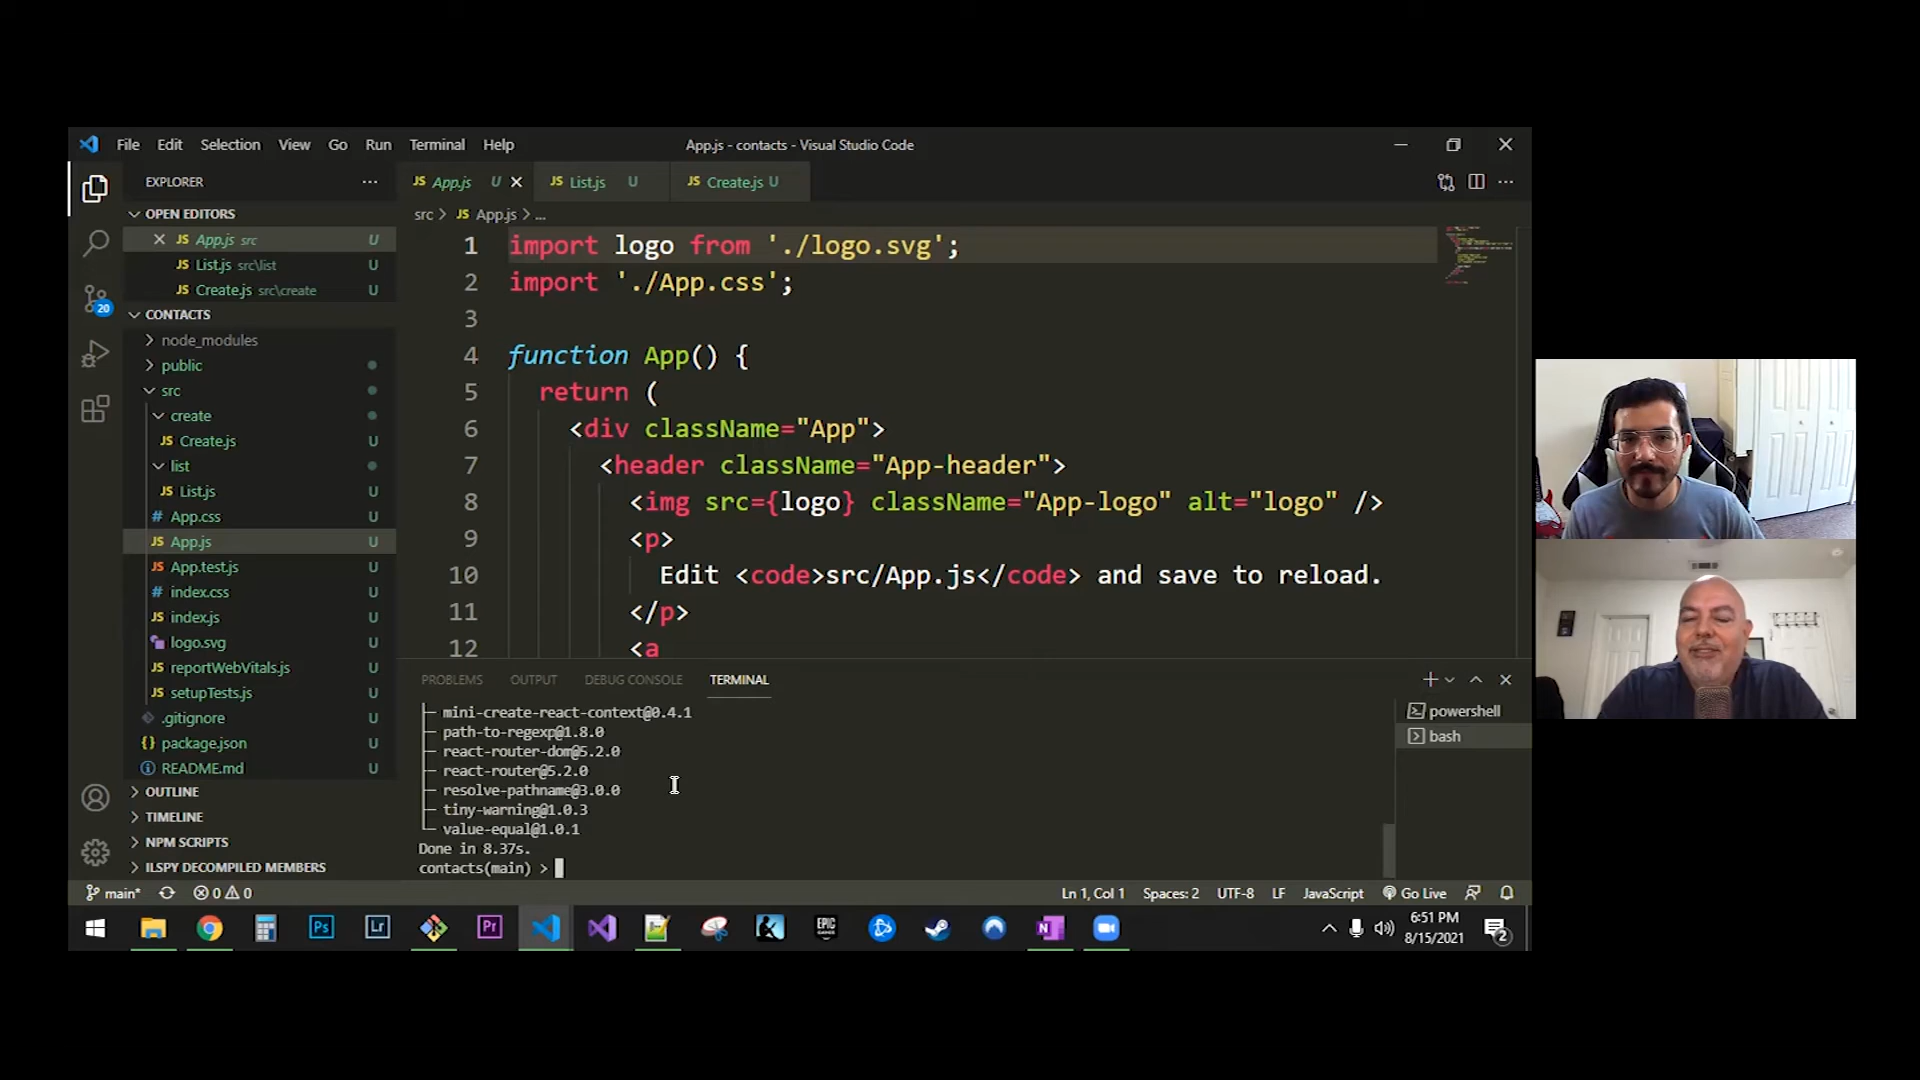 File Edit Selection View Go Run Terminal Help
App.js - contacts - Visual Studio Code
EXPLORER
App.js U
List.js U
Create.js U
OPEN EDITORS
src > JS App.js > ...
JS App.js src U
JS List.js src\list U
JS Create.js src\create U
CONTACTS
node_modules
public
src
create
JS Create.js U
list
JS List.js U
# App.css U
JS App.js U
JS App.test.js U
# index.css U
JS index.js U
logo.svg U
JS reportWebVitals.js U
JS setupTests.js U
.gitignore U
{} package.json U
README.md U
OUTLINE
TIMELINE
NPM SCRIPTS
ILSPY DECOMPILED MEMBERS
20
1 import logo from './logo.svg';
2 import './App.css';
3
4 function App() {
5 return (
6 <div className="App">
7 <header className="App-header">
8 <img src={logo} className="App-logo" alt="logo" />
9 <p>
10 Edit <code>src/App.js</code> and save to reload.
11 </p>
12 <a
PROBLEMS OUTPUT DEBUG CONSOLE TERMINAL
├─ mini-create-react-context@0.4.1
├─ path-to-regexp@1.8.0
├─ react-router-dom@5.2.0
├─ react-router@5.2.0
├─ resolve-pathname@3.0.0
├─ tiny-warning@1.0.3
└─ value-equal@1.0.1
Done in 8.37s.
contacts(main) >
powershell
bash
main* 0 0
Ln 1, Col 1 Spaces: 2 UTF-8 LF JavaScript Go Live
Ps Lr Pr EPIC GAMES N
6:51 PM
8/15/2021
2